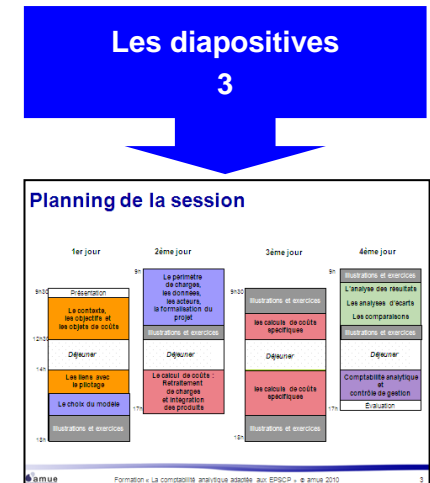 Les diapositives
3
Planning de la session
1er jour
2ème jour
3ème jour
4ème jour
9h30
Présentation
Le contexte,
les objectifs et
les objets de coûts
12h30
Déjeuner
14h
Les liens avec
le pilotage
Le choix du modèle
Illustrations et exercices
18h
9h
Le périmètre
de charges,
les données,
les acteurs,
la formalisation du
projet
Illustrations et exercices
Déjeuner
Le calcul de coûts :
Retraitement
de charges
et intégration
des produits
17h
9h30
Illustrations et exercices
les calculs de coûts
spécifiques
Déjeuner
les calculs de coûts
spécifiques
Illustrations et exercices
18h
9h
Illustrations et exercices
L'analyse des résultats
Les analyses d'écarts
Les comparaisons
Illustrations et exercices
Déjeuner
Comptabilité analytique
et
contrôle de gestion
17h
Évaluation
amue
Formation « La comptabilité analytique adaptée aux EPSCP » © amue 2010
3